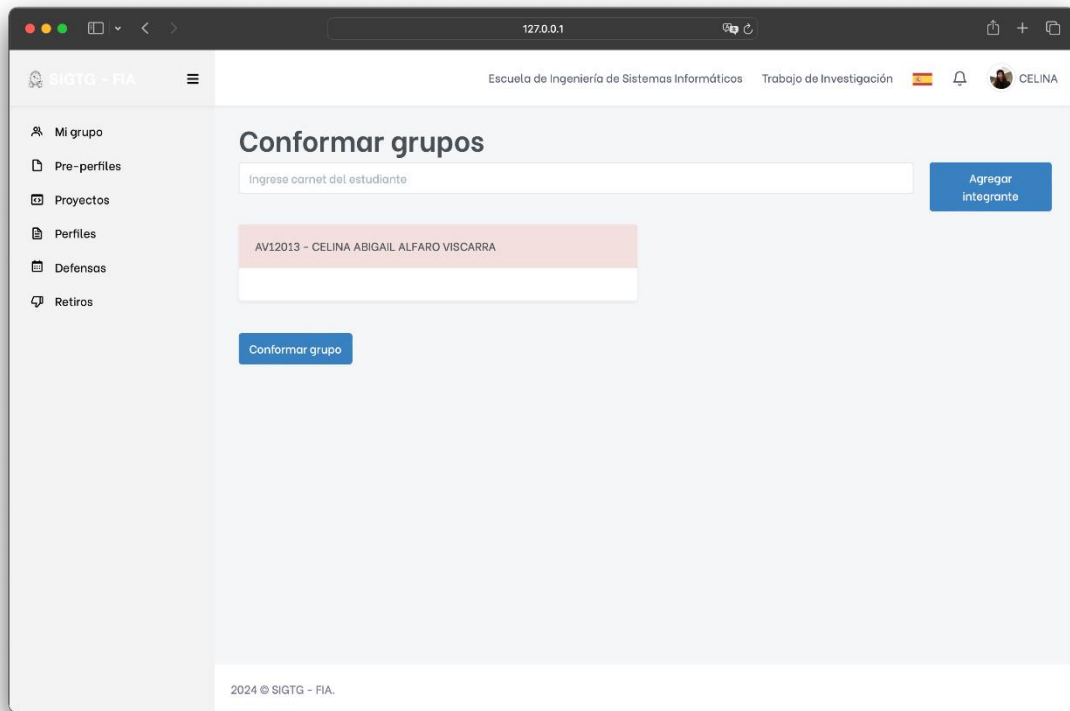 127.0.0.1
SIGTG - FIA
Escuela de Ingeniería de Sistemas Informáticos
Trabajo de Investigación
CELINA
Mi grupo
Pre-perfiles
Proyectos
Perfiles
Defensas
Retiros
Conformar grupos
Ingrese carnet del estudiante
Agregar
integrante
AV12013 - CELINA ABIGAIL ALFARO VISCARRA
Conformar grupo
2024 © SIGTG - FIA.